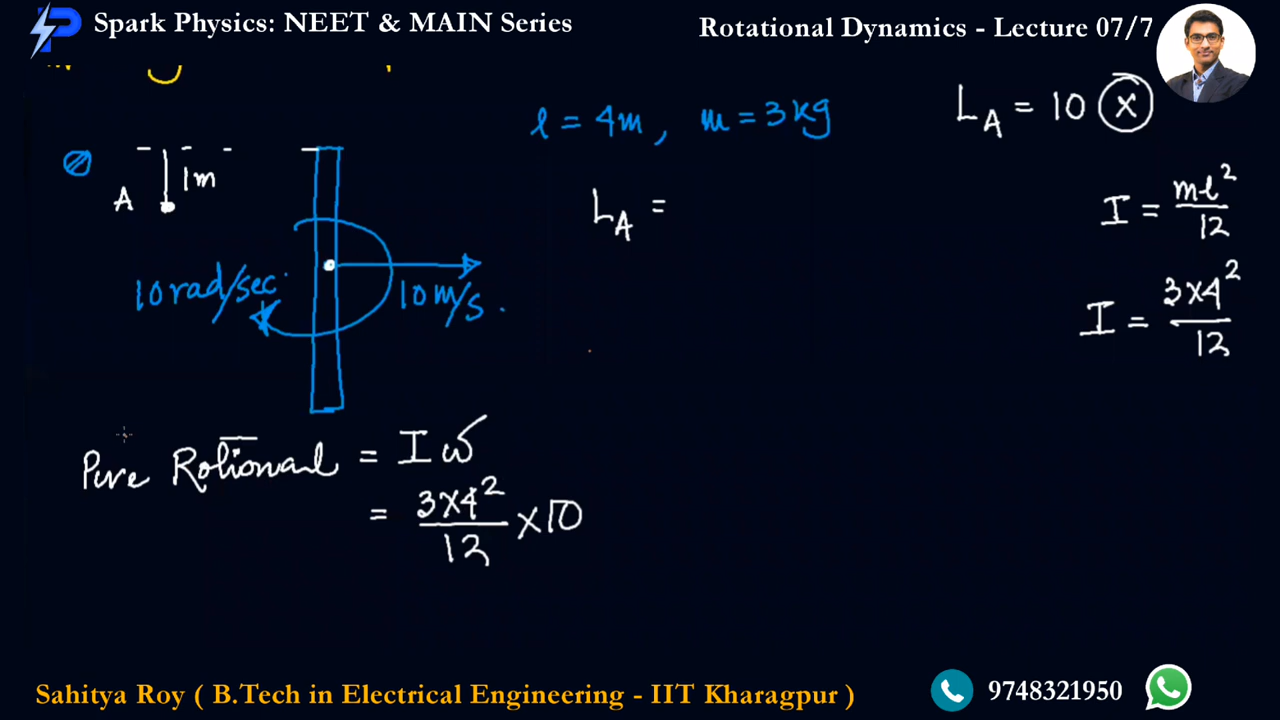 Spark Physics: NEET & MAIN Series
Rotational Dynamics - Lecture 07/7
l = 4m, m = 3kg
L_A = 10 ⓧ
A 1m
L_A =
I = ml²/12
10 rad/sec
10 m/s.
I = 3×4²/12
Pure Rotional = Iω
= 3×4²/12 ×10
Sahitya Roy ( B.Tech in Electrical Engineering - IIT Kharagpur )
9748321950